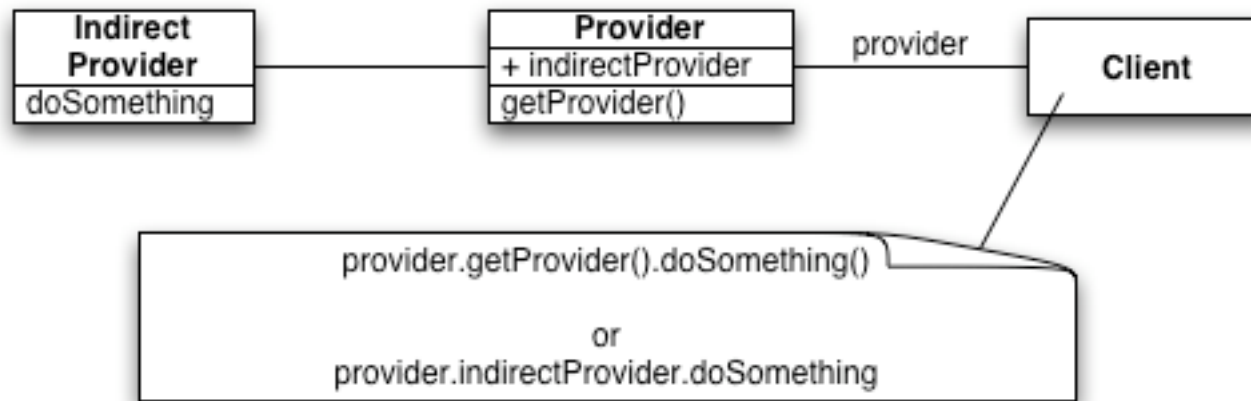 Indirect
Provider
doSomething
Provider
+ indirectProvider
getProvider()
provider
Client
provider.getProvider().doSomething()
or
provider.indirectProvider.doSomething